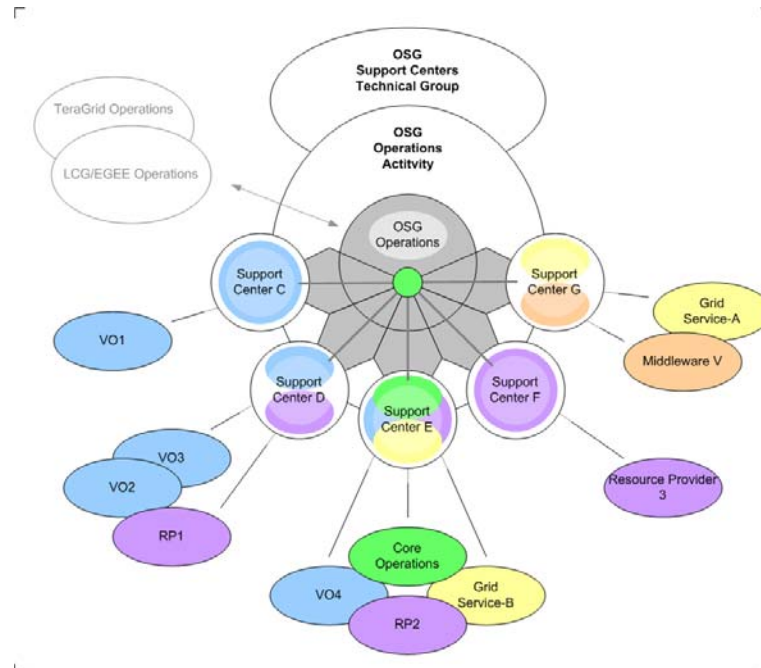 OSG
Support Centers
Technical Group
TeraGrid Operations
OSG
Operations
Actitvity
LCG/EGEE Operations
OSG
Operations
Support
Center C
Support
Center G
Grid
Service-A
VO1
Middleware V
Support
Center D
Support
Center F
Support
Center E
VO3
VO2
Resource Provider
3
RP1
Core
Operations
VO4
Grid
Service-B
RP2